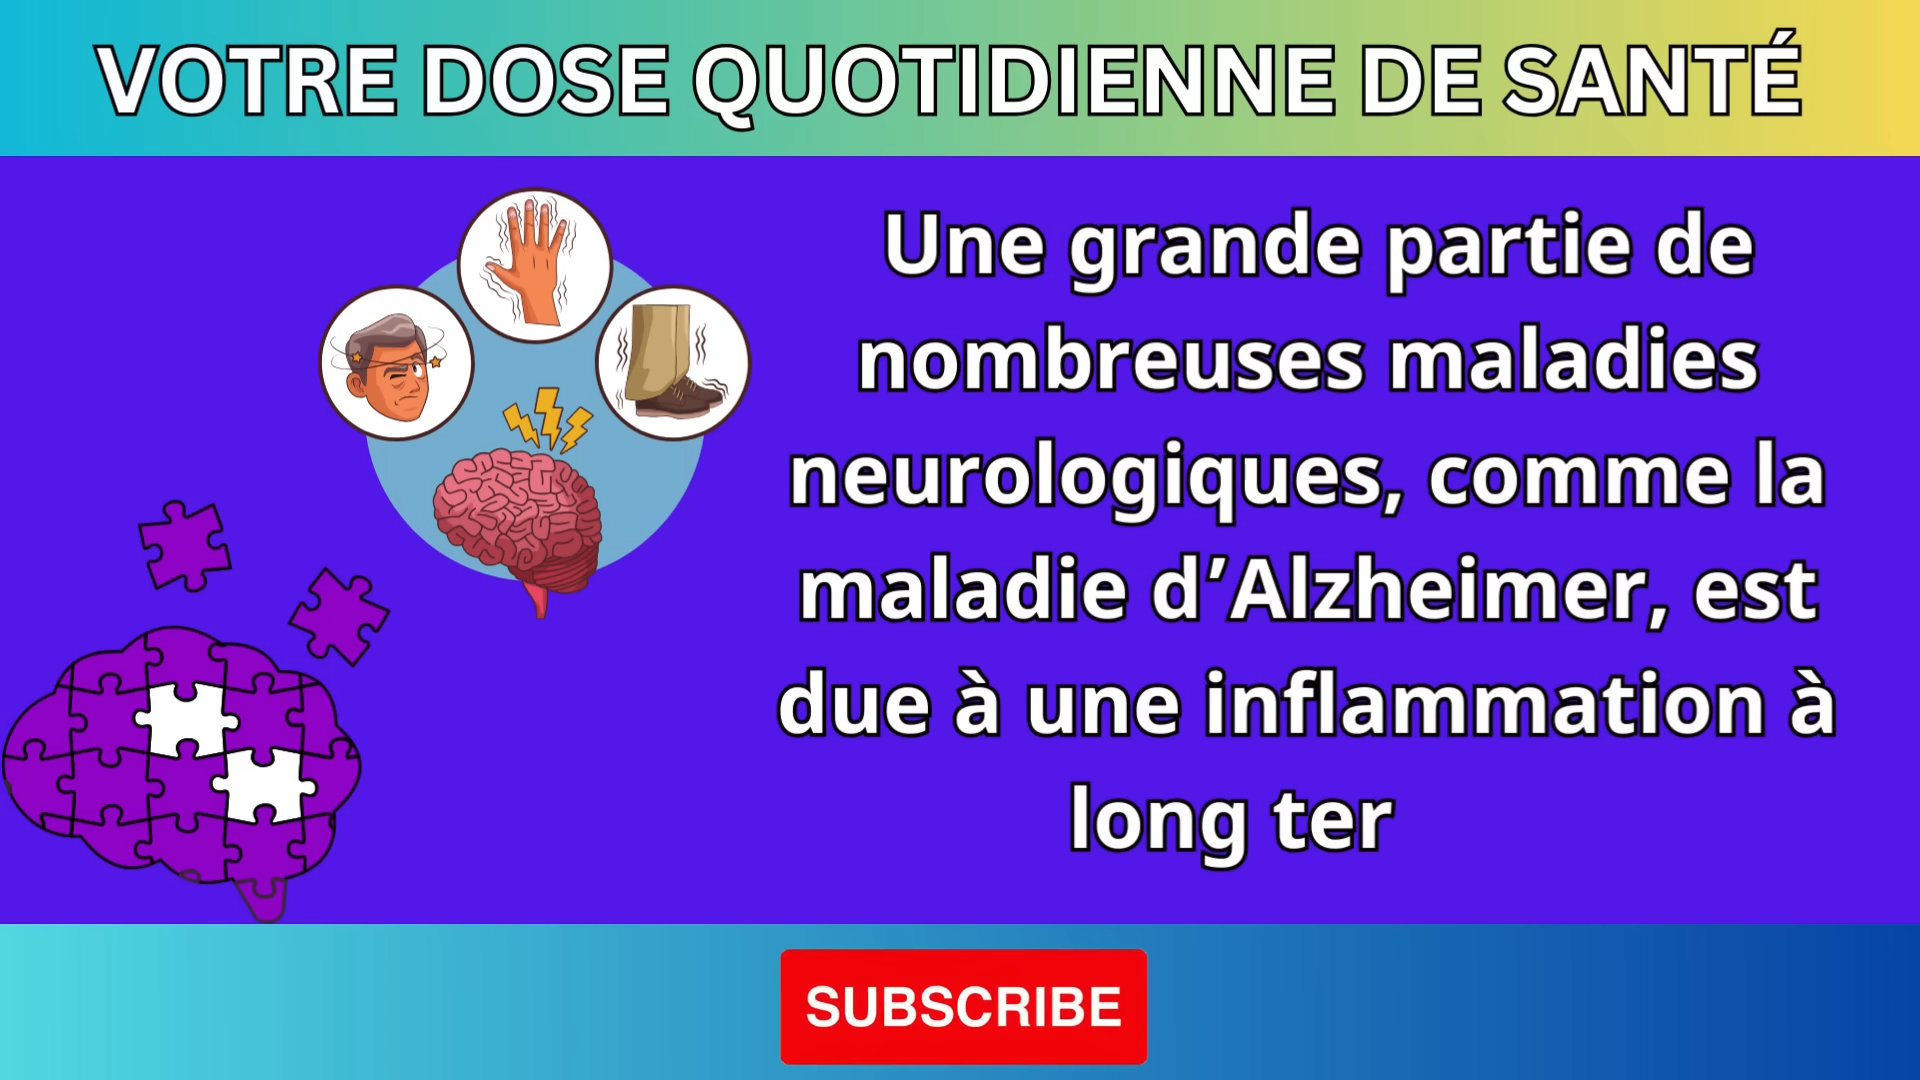 VOTRE DOSE QUOTIDIENNE DE SANTÉ
Une grande partie de
nombreuses maladies
neurologiques, comme la
maladie d’Alzheimer, est
due à une inflammation à
long ter
SUBSCRIBE